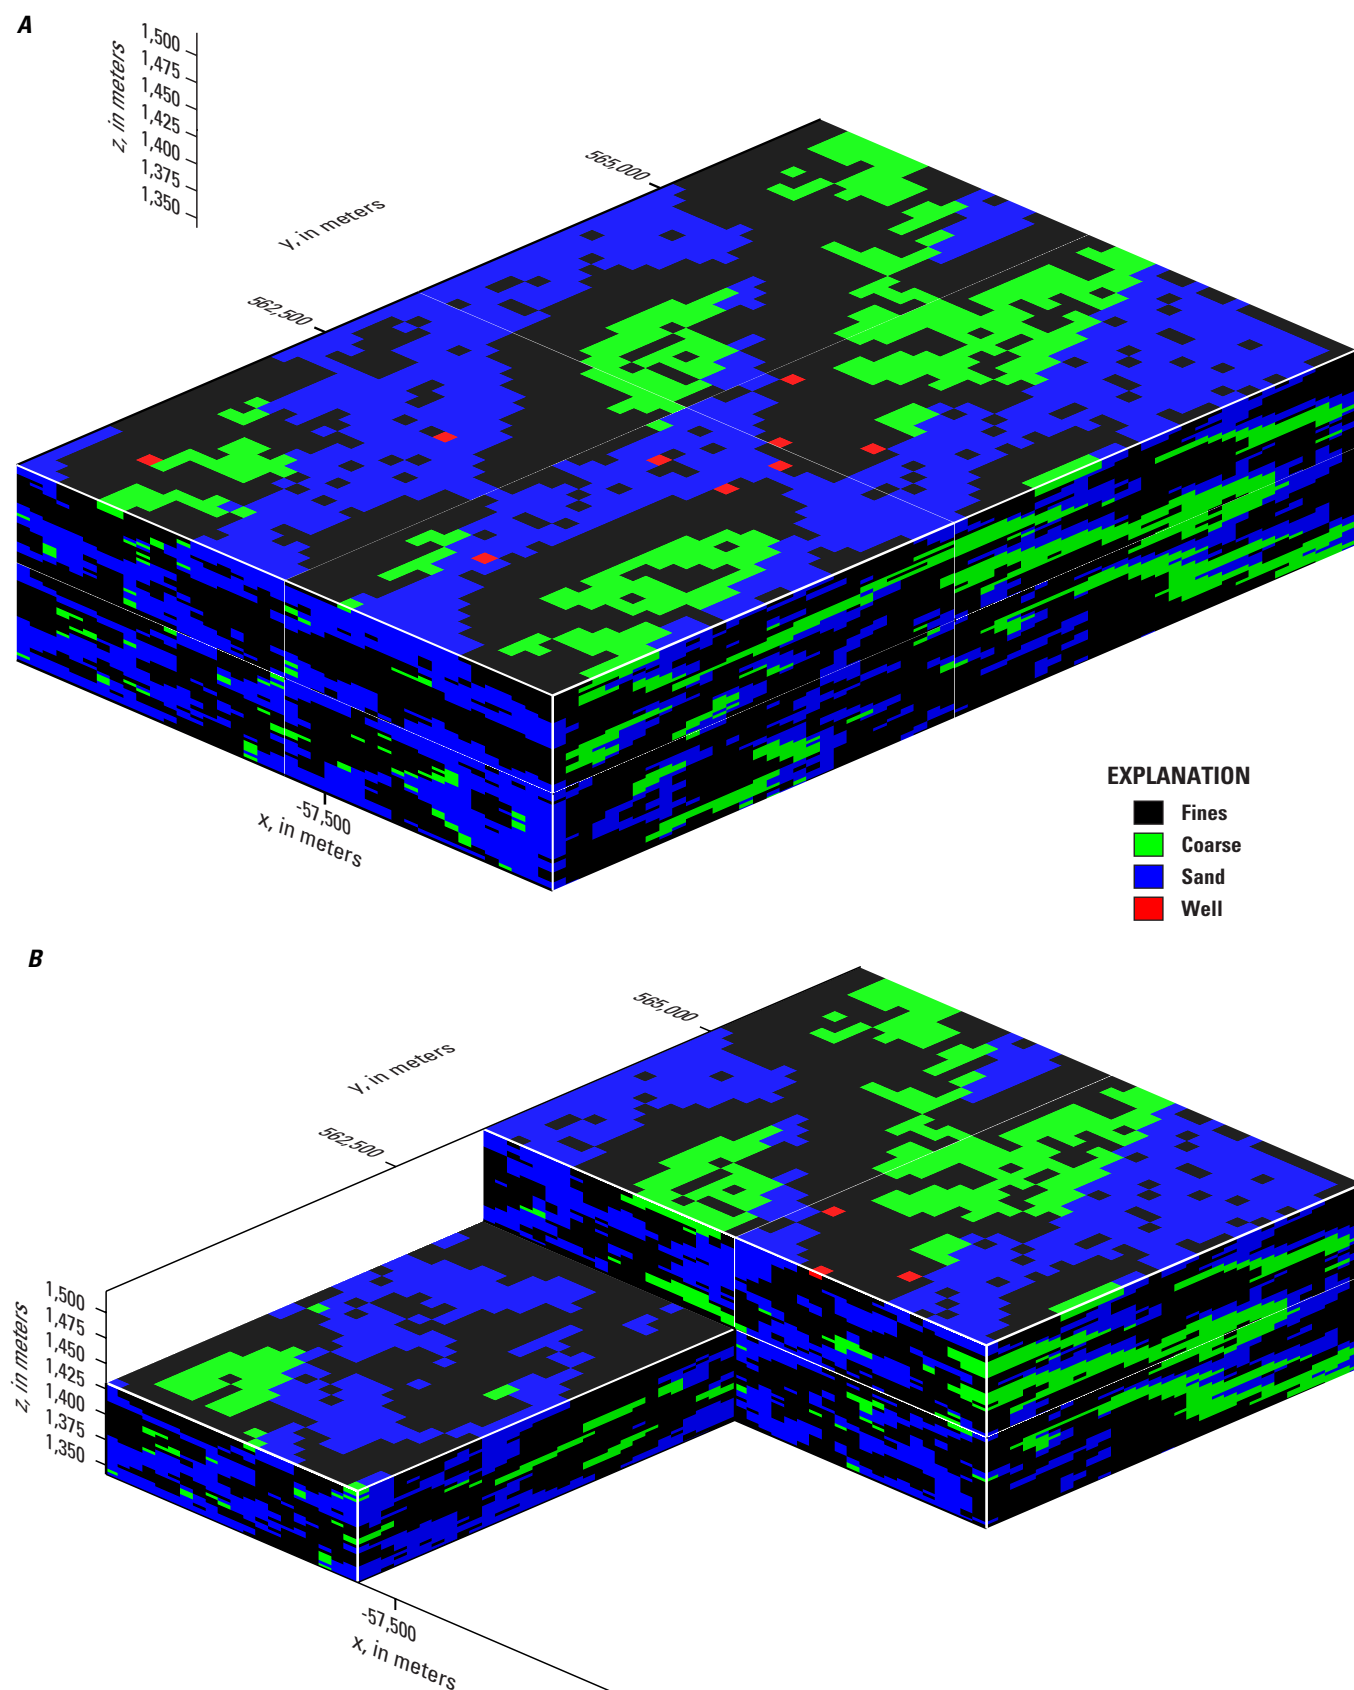 A
1,500
1,475
1,450
1,425
1,400
1,375
1,350
z, in meters
565,000
y, in meters
562,500
-57,500
x, in meters
EXPLANATION
Fines
Coarse
Sand
Well
B
565,000
y, in meters
562,500
1,500
1,475
1,450
1,425
1,400
1,375
1,350
z, in meters
-57,500
x, in meters